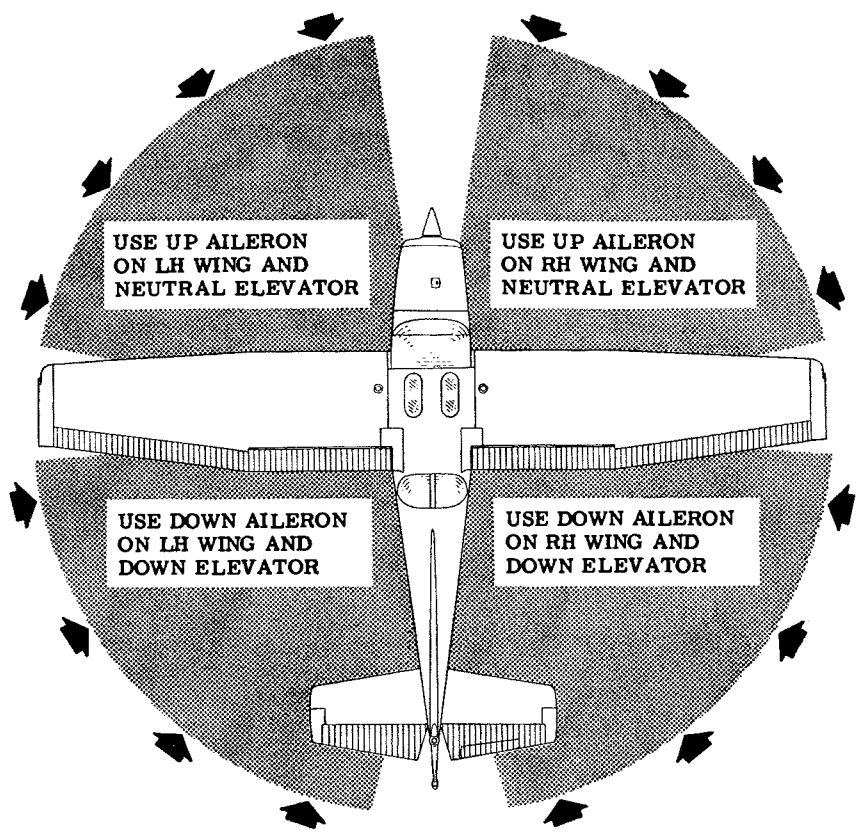 USE UP AILERON
ON LH WING AND
NEUTRAL ELEVATOR
USE UP AILERON
ON RH WING AND
NEUTRAL ELEVATOR
USE DOWN AILERON
ON LH WING AND
DOWN ELEVATOR
USE DOWN AILERON
ON RH WING AND
DOWN ELEVATOR